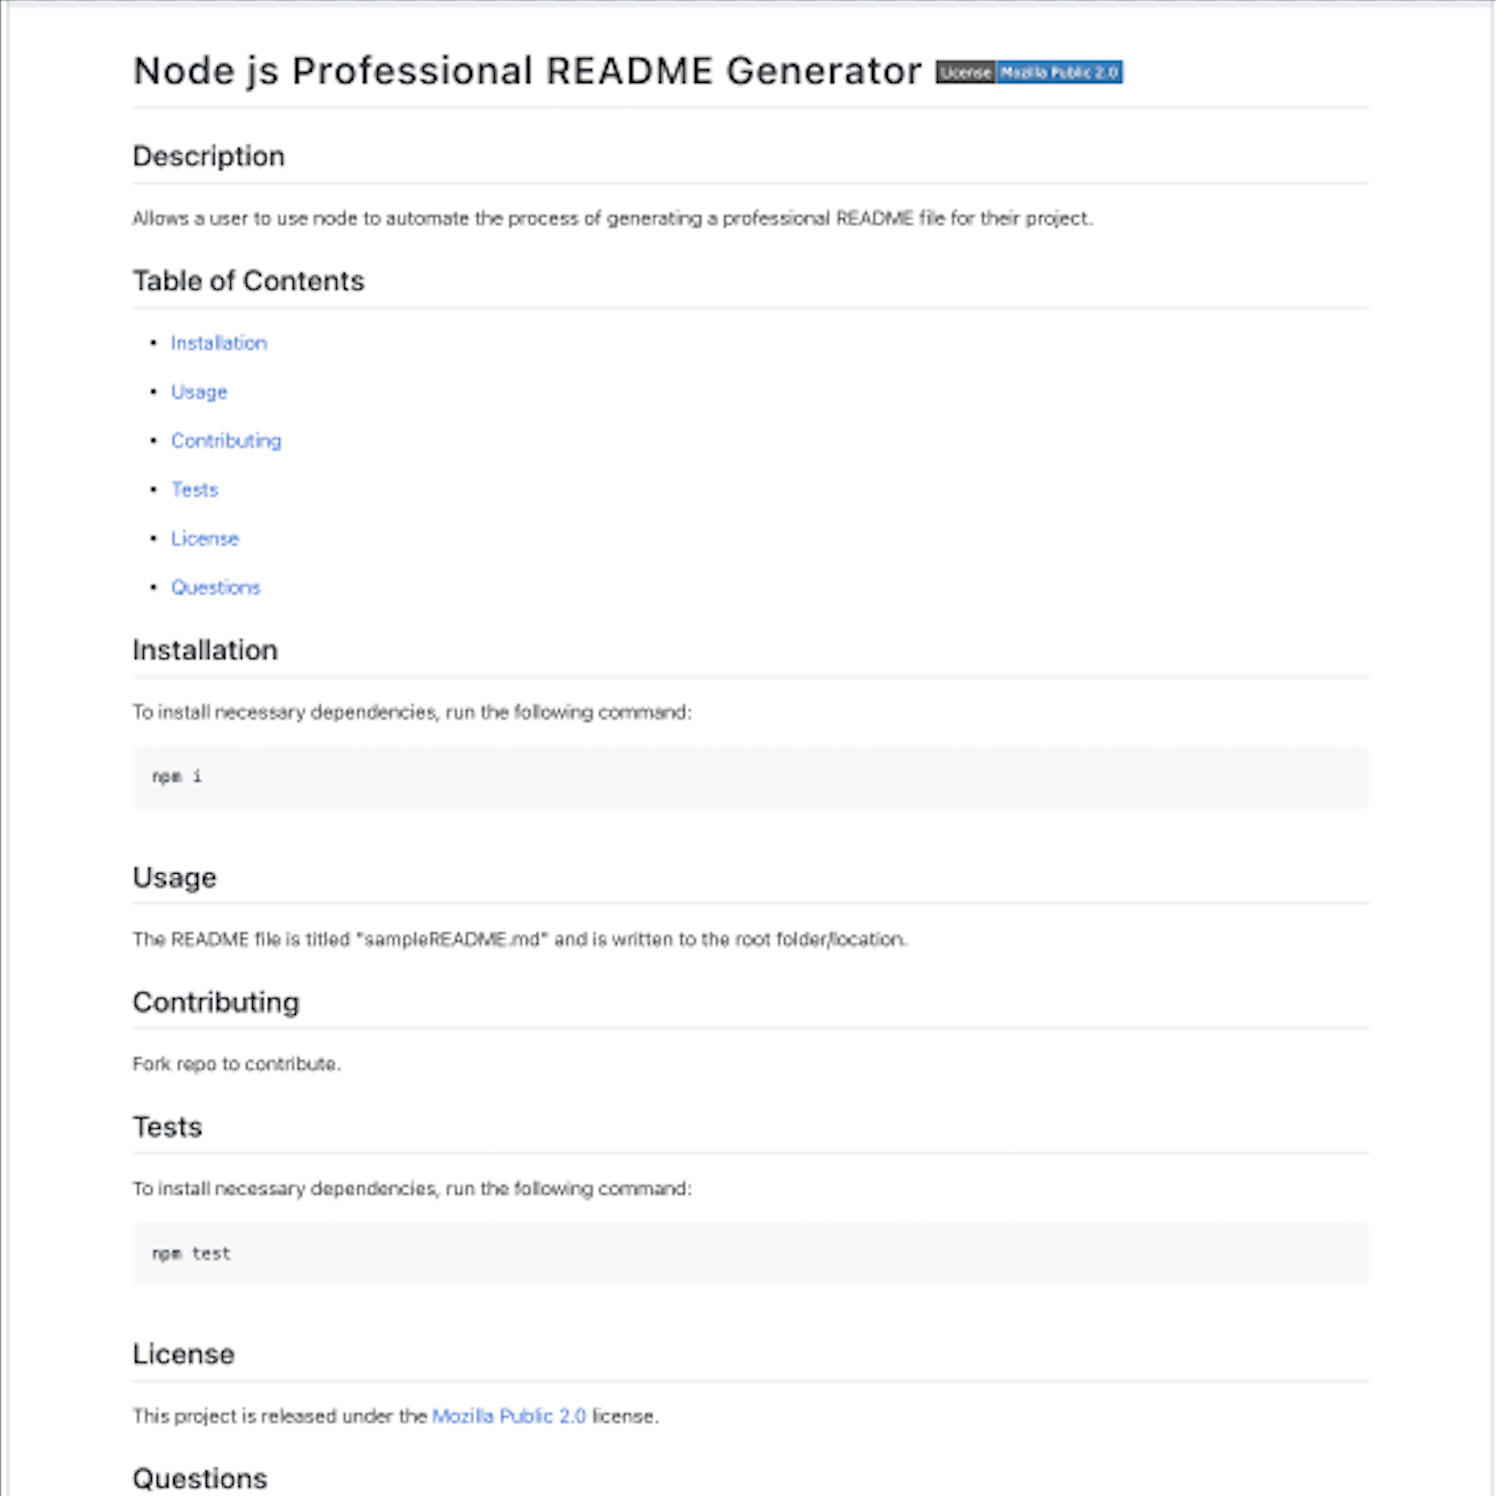 Node js Professional README Generator License Mozilla Public 2.0
Description
Allows a user to use node to automate the process of generating a professional README file for their project.
Table of Contents
• Installation
• Usage
• Contributing
• Tests
• License
• Questions
Installation
To install necessary dependencies, run the following command:
npm i
Usage
The README file is titled "sampleREADME.md" and is written to the root folder/location.
Contributing
Fork repo to contribute.
Tests
To install necessary dependencies, run the following command:
npm test
License
This project is released under the Mozilla Public 2.0 license.
Questions